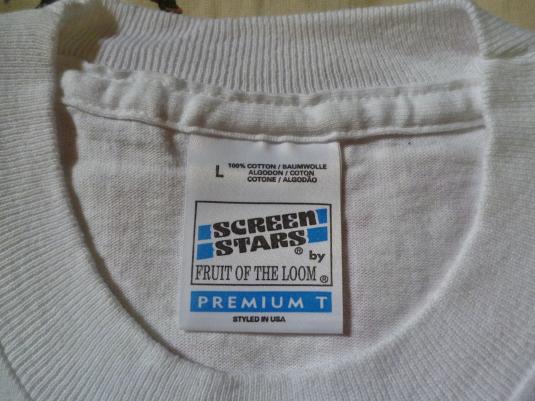 L 100% COTTON / BAUMWOLLE
ALGODON / COTON
COTONE / ALGODÃO
SCREEN
STARS ® by
FRUIT OF THE LOOM ®
PREMIUM T
STYLED IN USA